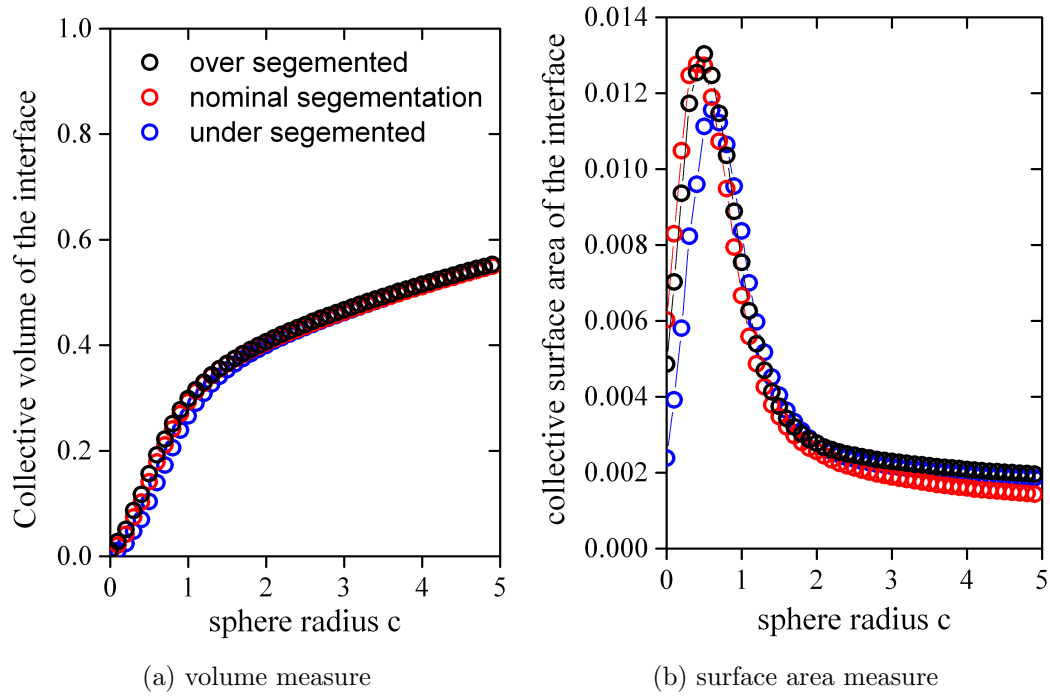 Collective volume of the interface
1.0
0.8
0.6
0.4
0.2
0.0
over segemented
nominal segementation
under segemented
0 1 2 3 4 5
sphere radius c
(a) volume measure
collective surface area of the interface
0.014
0.012
0.010
0.008
0.006
0.004
0.002
0.000
0 1 2 3 4 5
sphere radius c
(b) surface area measure